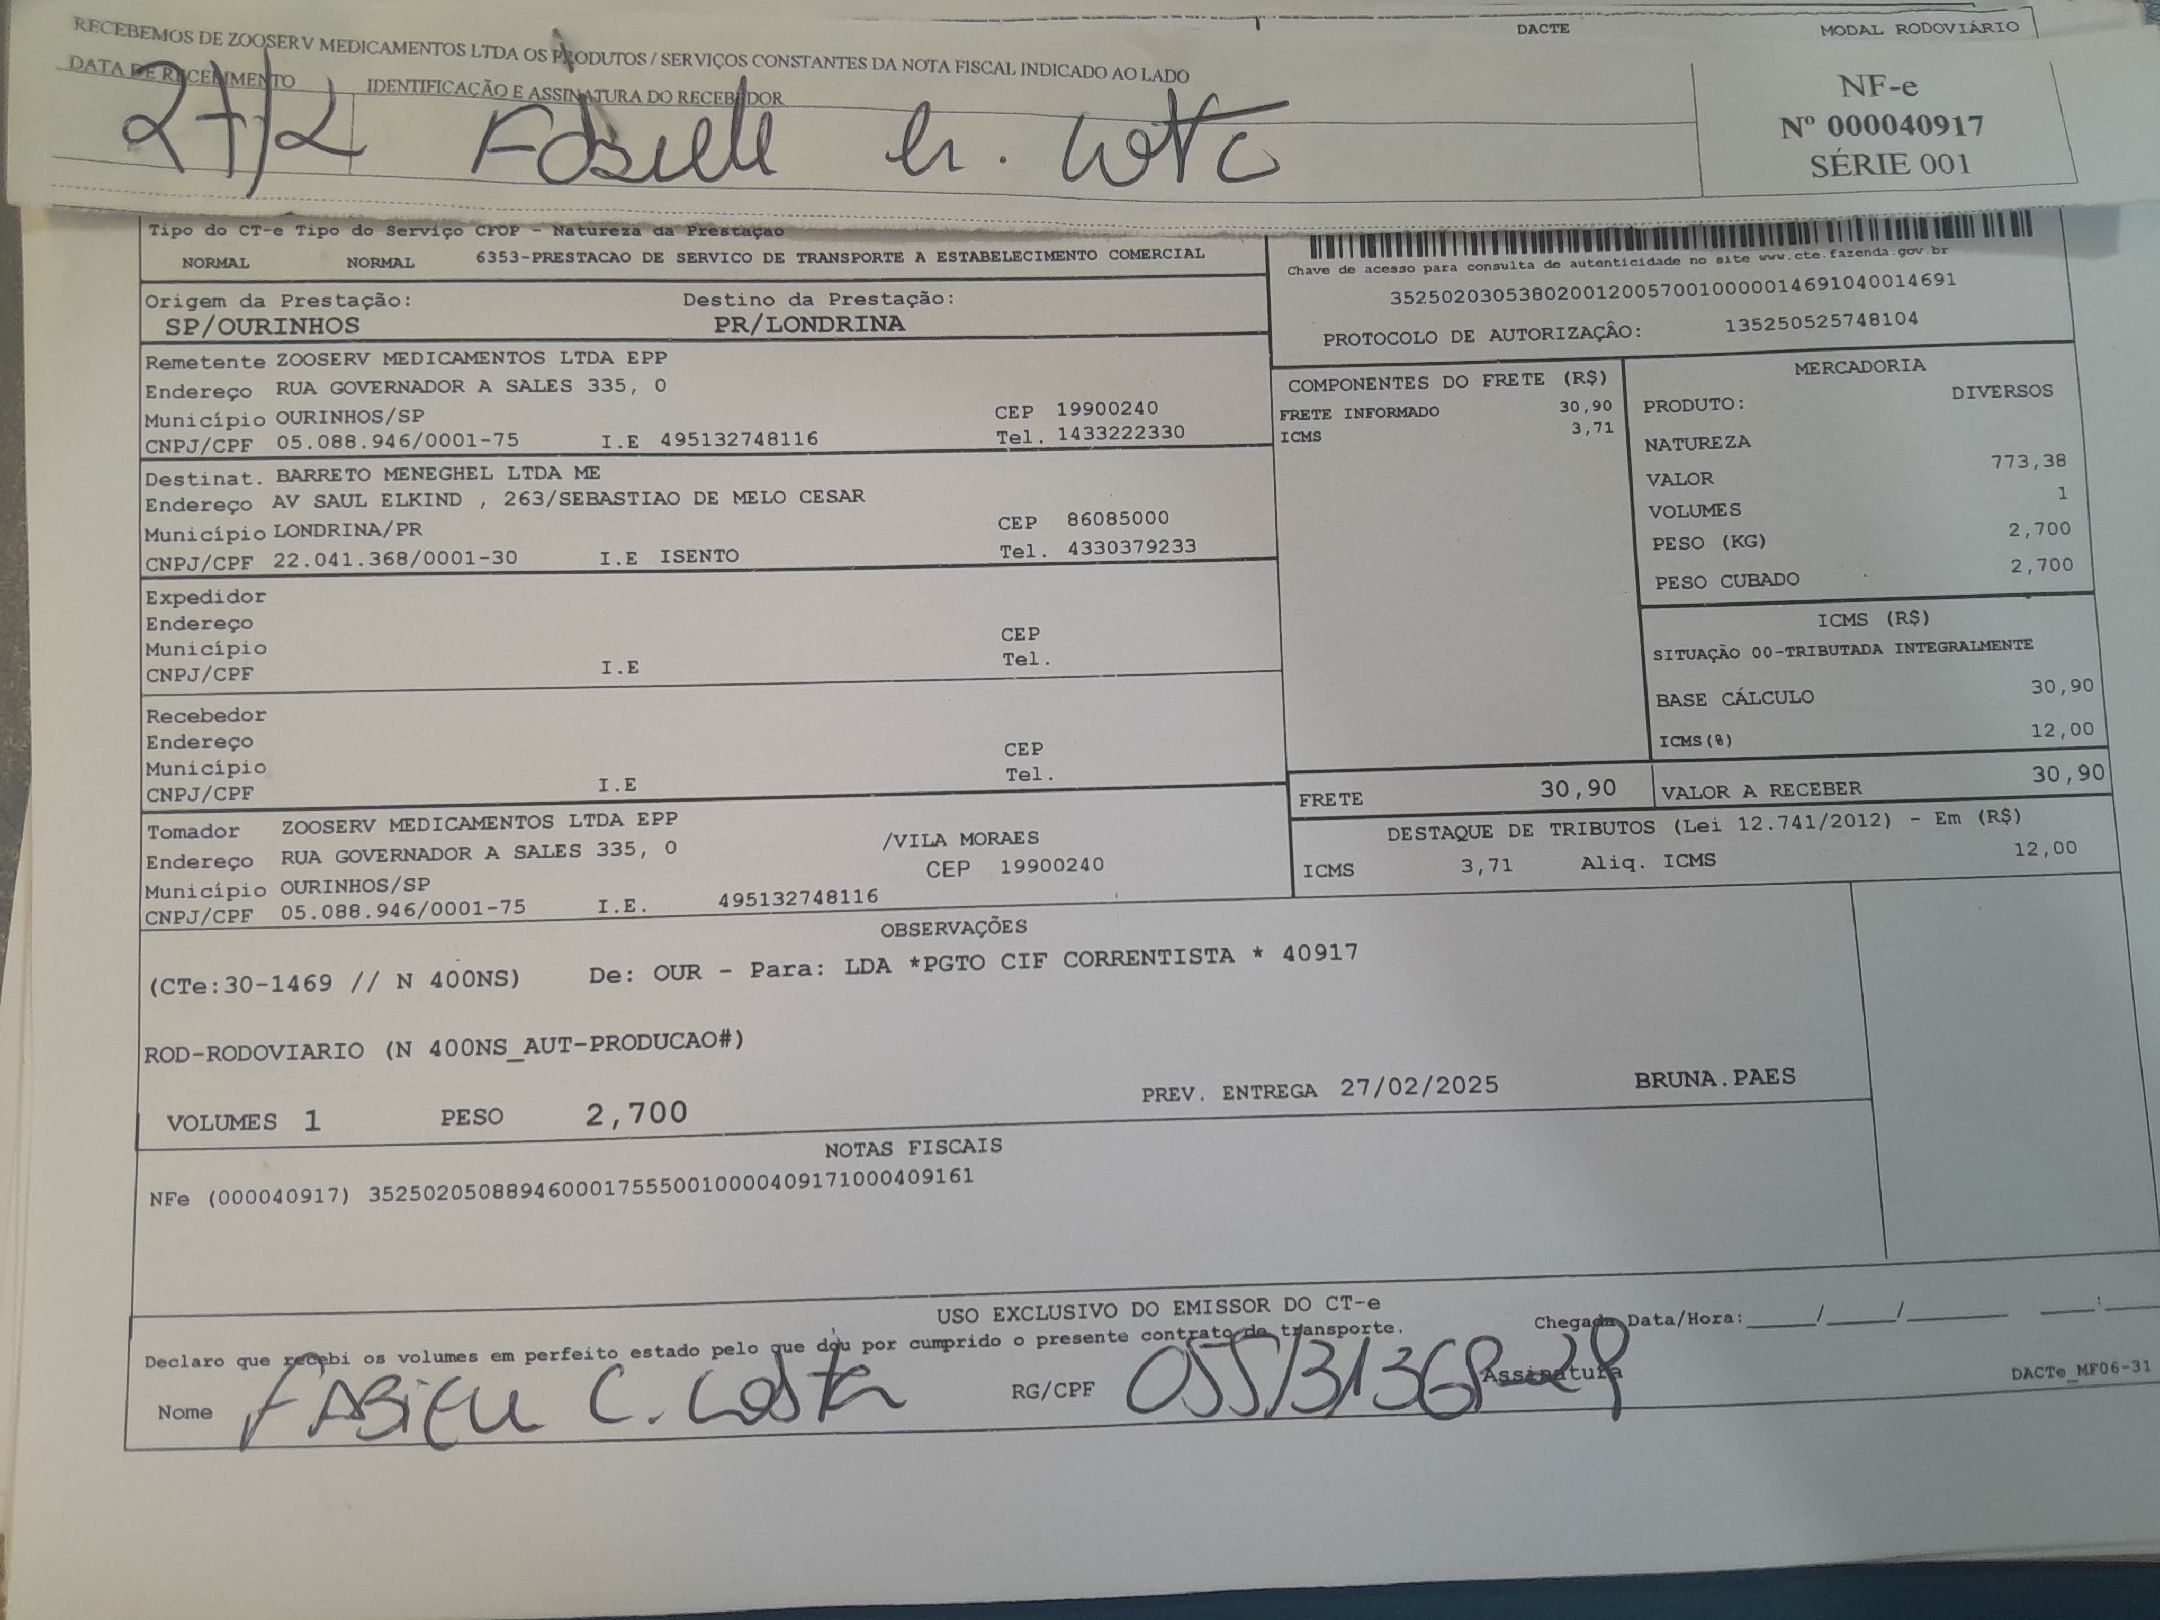 DACTE MODAL RODOVIÁRIO
RECEBEMOS DE ZOOSERV MEDICAMENTOS LTDA OS PRODUTOS / SERVIÇOS CONSTANTES DA NOTA FISCAL INDICADO AO LADO
DATA DE RECEBIMENTO IDENTIFICAÇÃO E ASSINATURA DO RECEBEDOR
27/2
NF-e
Nº 000040917
SÉRIE 001
Tipo do CT-e Tipo do Serviço CFOP - Natureza da Prestação
NORMAL NORMAL 6353-PRESTACAO DE SERVICO DE TRANSPORTE A ESTABELECIMENTO COMERCIAL
Chave de acesso para consulta de autenticidade no site www.cte.fazenda.gov.br
35250203053802001200570010000014691040014691
PROTOCOLO DE AUTORIZAÇÃO: 135250525748104
Origem da Prestação: Destino da Prestação:
SP/OURINHOS PR/LONDRINA
Remetente ZOOSERV MEDICAMENTOS LTDA EPP
Endereço RUA GOVERNADOR A SALES 335, 0
Município OURINHOS/SP CEP 19900240
CNPJ/CPF 05.088.946/0001-75 I.E 495132748116 Tel. 1433222330
Destinat. BARRETO MENEGHEL LTDA ME
Endereço AV SAUL ELKIND , 263/SEBASTIAO DE MELO CESAR
Município LONDRINA/PR CEP 86085000
CNPJ/CPF 22.041.368/0001-30 I.E ISENTO Tel. 4330379233
Expedidor
Endereço
Município CEP
CNPJ/CPF I.E Tel.
Recebedor
Endereço
Município CEP
CNPJ/CPF I.E Tel.
Tomador ZOOSERV MEDICAMENTOS LTDA EPP
Endereço RUA GOVERNADOR A SALES 335, 0 /VILA MORAES
Município OURINHOS/SP CEP 19900240
CNPJ/CPF 05.088.946/0001-75 I.E. 495132748116
COMPONENTES DO FRETE (R$)
FRETE INFORMADO 30,90
ICMS 3,71
MERCADORIA
PRODUTO: DIVERSOS
NATUREZA
VALOR 773,38
VOLUMES 1
PESO (KG) 2,700
PESO CUBADO 2,700
ICMS (R$)
SITUAÇÃO 00-TRIBUTADA INTEGRALMENTE
BASE CÁLCULO 30,90
ICMS(%) 12,00
FRETE 30,90 VALOR A RECEBER 30,90
DESTAQUE DE TRIBUTOS (Lei 12.741/2012) - Em (R$)
ICMS 3,71 Aliq. ICMS 12,00
OBSERVAÇÕES
(CTe:30-1469 // N 400NS) De: OUR - Para: LDA *PGTO CIF CORRENTISTA * 40917
ROD-RODOVIARIO (N 400NS_AUT-PRODUCAO#)
VOLUMES 1 PESO 2,700 PREV. ENTREGA 27/02/2025 BRUNA.PAES
NOTAS FISCAIS
NFe (000040917) 35250205088946000175550010000409171000409161
USO EXCLUSIVO DO EMISSOR DO CT-e
Declaro que recebi os volumes em perfeito estado pelo que dou por cumprido o presente contrato de transporte. Chegada Data/Hora:____/____/______ ___:___
Nome C. Costa RG/CPF Assinatura DACTe_MF06-31